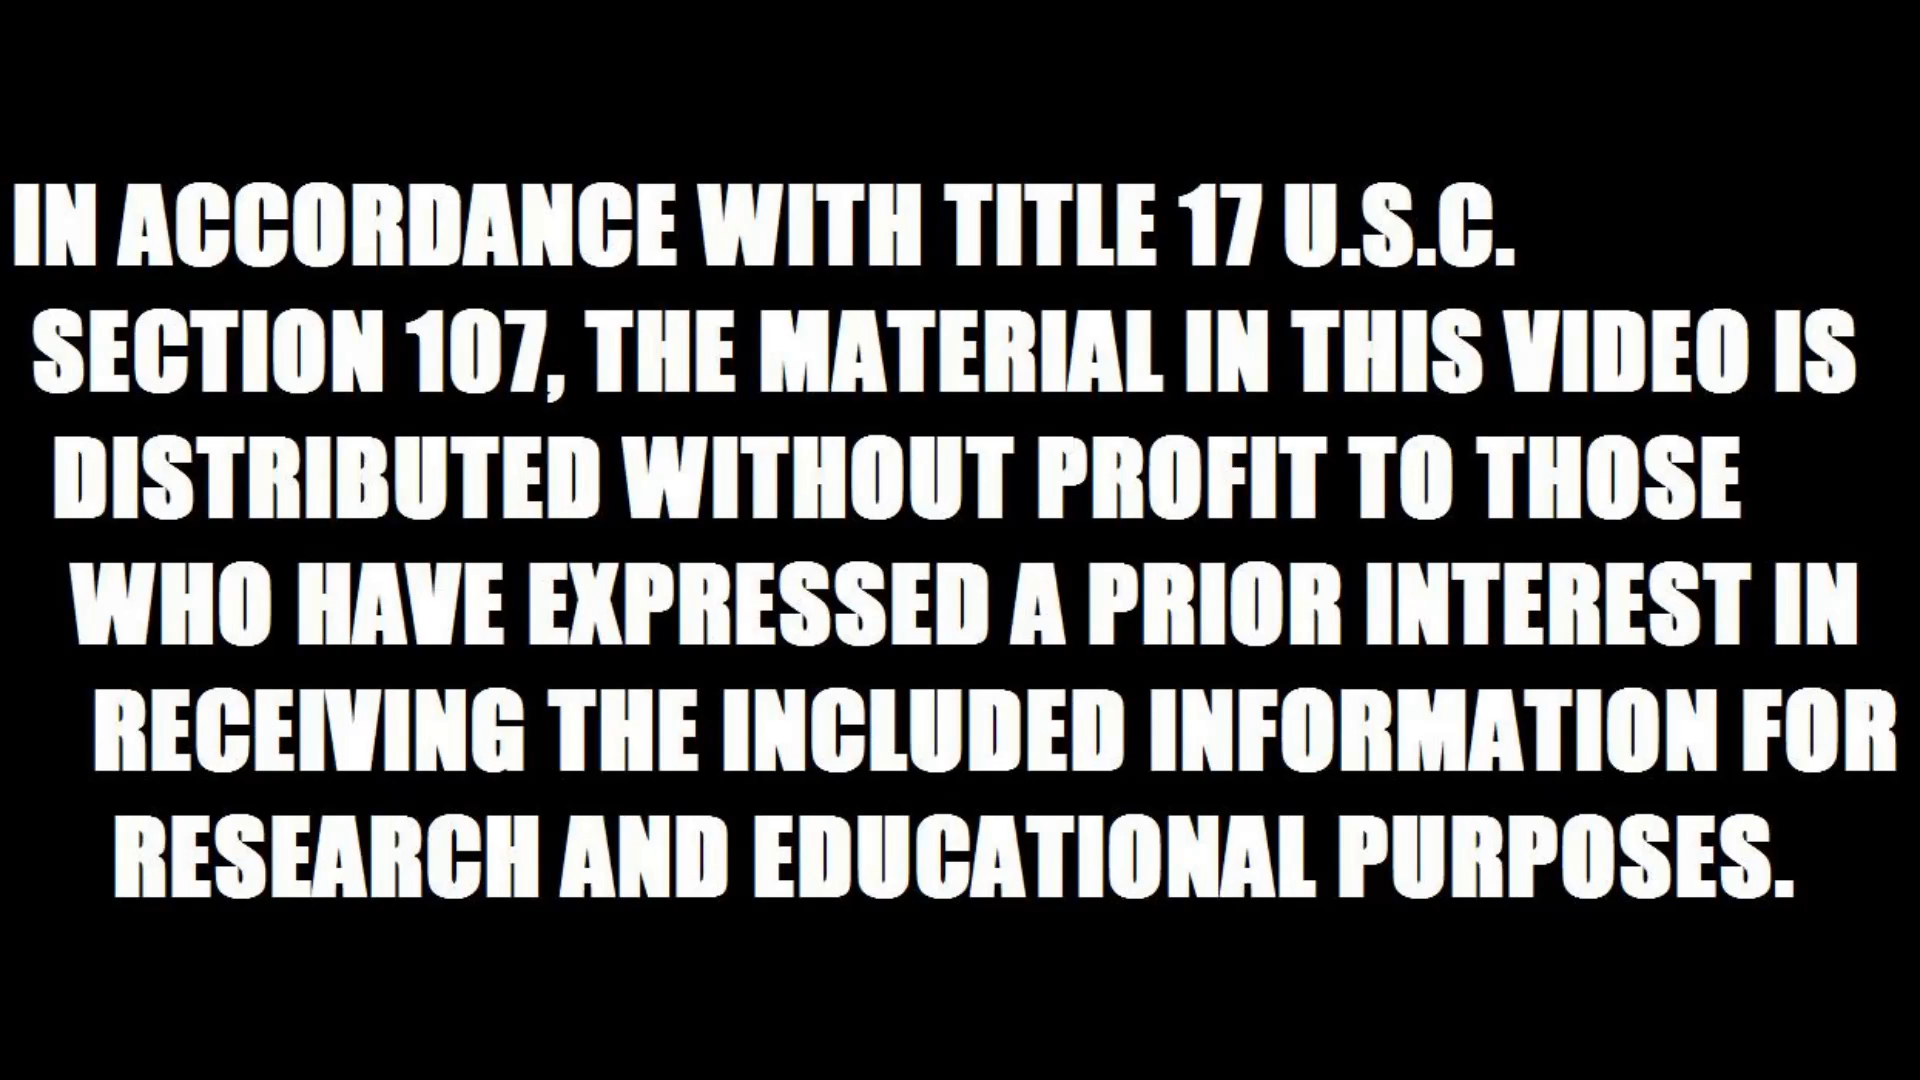 IN ACCORDANCE WITH TITLE 17 U.S.C.
SECTION 107, THE MATERIAL IN THIS VIDEO IS
DISTRIBUTED WITHOUT PROFIT TO THOSE
WHO HAVE EXPRESSED A PRIOR INTEREST IN
RECEIVING THE INCLUDED INFORMATION FOR
RESEARCH AND EDUCATIONAL PURPOSES.